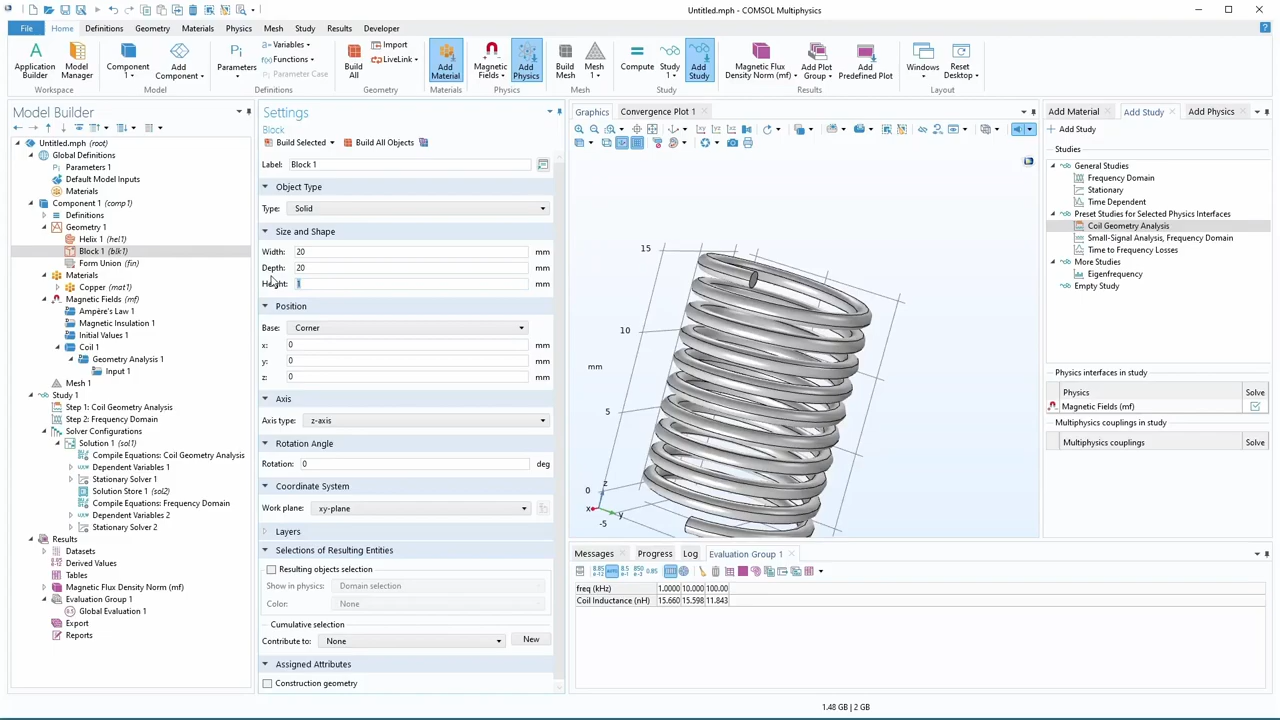 Untitled.mph - COMSOL Multiphysics
File Home Definitions Geometry Materials Physics Mesh Study Results Developer
Application Builder
Model Manager
Workspace
Component 1
Add Component
Model
Parameters
Variables
Functions
Parameter Case
Definitions
Build All
Import
LiveLink
Geometry
Add Material
Materials
Magnetic Fields
Add Physics
Physics
Build Mesh
Mesh 1
Mesh
Compute
Study 1
Add Study
Study
Magnetic Flux Density Norm (mf)
Add Plot Group
Add Predefined Plot
Results
Windows
Reset Desktop
Layout
Model Builder
Untitled.mph (root)
Global Definitions
Parameters 1
Default Model Inputs
Materials
Component 1 (comp1)
Definitions
Geometry 1
Helix 1 (hel1)
Block 1 (blk1)
Form Union (fin)
Materials
Copper (mat1)
Magnetic Fields (mf)
Ampère's Law 1
Magnetic Insulation 1
Initial Values 1
Coil 1
Geometry Analysis 1
Input 1
Mesh 1
Study 1
Step 1: Coil Geometry Analysis
Step 2: Frequency Domain
Solver Configurations
Solution 1 (sol1)
Compile Equations: Coil Geometry Analysis
Dependent Variables 1
Stationary Solver 1
Solution Store 1 (sol2)
Compile Equations: Frequency Domain
Dependent Variables 2
Stationary Solver 2
Results
Datasets
Derived Values
Tables
Magnetic Flux Density Norm (mf)
Evaluation Group 1
Global Evaluation 1
Export
Reports
Settings
Block
Build Selected Build All Objects
Label: Block 1
Object Type
Type: Solid
Size and Shape
Width: 20 mm
Depth: 20 mm
Height: 1 mm
Position
Base: Corner
x: 0 mm
y: 0 mm
z: 0 mm
Axis
Axis type: z-axis
Rotation Angle
Rotation: 0 deg
Coordinate System
Work plane: xy-plane
Layers
Selections of Resulting Entities
Resulting objects selection
Show in physics: Domain selection
Color: None
Cumulative selection
Contribute to: None New
Assigned Attributes
Construction geometry
Graphics Convergence Plot 1
15
10
mm
5
0
z
x
y
-5
Messages Progress Log Evaluation Group 1
8.85 e-12 8.5 850 0.85
freq (kHz) 1.0000 10.000 100.00
Coil Inductance (nH) 15.660 15.598 11.843
Add Material Add Study Add Physics
Add Study
Studies
General Studies
Frequency Domain
Stationary
Time Dependent
Preset Studies for Selected Physics Interfaces
Coil Geometry Analysis
Small-Signal Analysis, Frequency Domain
Time to Frequency Losses
More Studies
Eigenfrequency
Empty Study
Physics interfaces in study
Physics Solve
Magnetic Fields (mf)
Multiphysics couplings in study
Multiphysics couplings Solve
1.48 GB | 2 GB